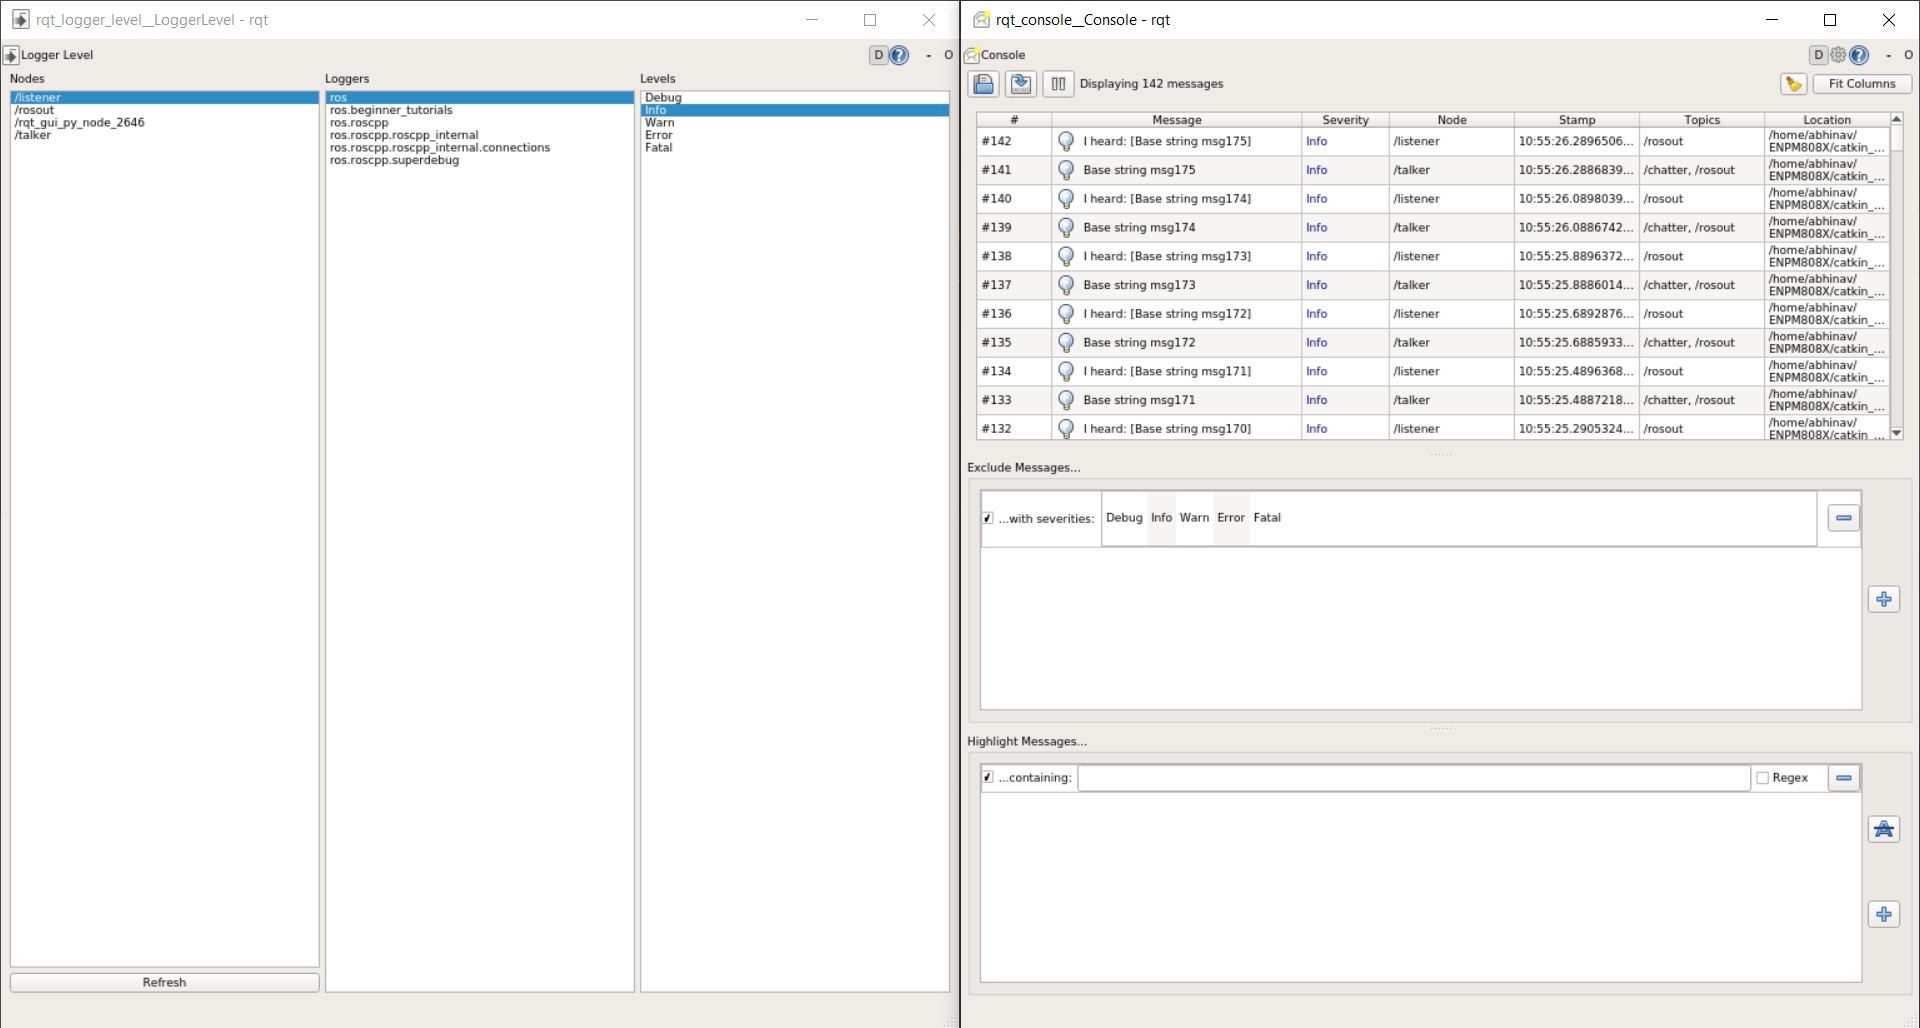 rqt_logger_level__LoggerLevel - rqt
Logger Level
D
- O
Nodes
/listener
/rosout
/rqt_gui_py_node_2646
/talker
Refresh
Loggers
ros
ros.beginner_tutorials
ros.roscpp
ros.roscpp.roscpp_internal
ros.roscpp.roscpp_internal.connections
ros.roscpp.superdebug
Levels
Debug
Info
Warn
Error
Fatal
rqt_console__Console - rqt
Console
D
- O
Displaying 142 messages
Fit Columns
# Message Severity Node Stamp Topics Location
#142 I heard: [Base string msg175] Info /listener 10:55:26.2896506... /rosout /home/abhinav/
ENPM808X/catkin_...
#141 Base string msg175 Info /talker 10:55:26.2886839... /chatter, /rosout /home/abhinav/
ENPM808X/catkin_...
#140 I heard: [Base string msg174] Info /listener 10:55:26.0898039... /rosout /home/abhinav/
ENPM808X/catkin_...
#139 Base string msg174 Info /talker 10:55:26.0886742... /chatter, /rosout /home/abhinav/
ENPM808X/catkin_...
#138 I heard: [Base string msg173] Info /listener 10:55:25.8896372... /rosout /home/abhinav/
ENPM808X/catkin_...
#137 Base string msg173 Info /talker 10:55:25.8886014... /chatter, /rosout /home/abhinav/
ENPM808X/catkin_...
#136 I heard: [Base string msg172] Info /listener 10:55:25.6892876... /rosout /home/abhinav/
ENPM808X/catkin_...
#135 Base string msg172 Info /talker 10:55:25.6885933... /chatter, /rosout /home/abhinav/
ENPM808X/catkin_...
#134 I heard: [Base string msg171] Info /listener 10:55:25.4896368... /rosout /home/abhinav/
ENPM808X/catkin_...
#133 Base string msg171 Info /talker 10:55:25.4887218... /chatter, /rosout /home/abhinav/
ENPM808X/catkin_...
#132 I heard: [Base string msg170] Info /listener 10:55:25.2905324... /rosout /home/abhinav/
ENPM808X/catkin_...
Exclude Messages...
...with severities: Debug Info Warn Error Fatal
Highlight Messages...
...containing: Regex